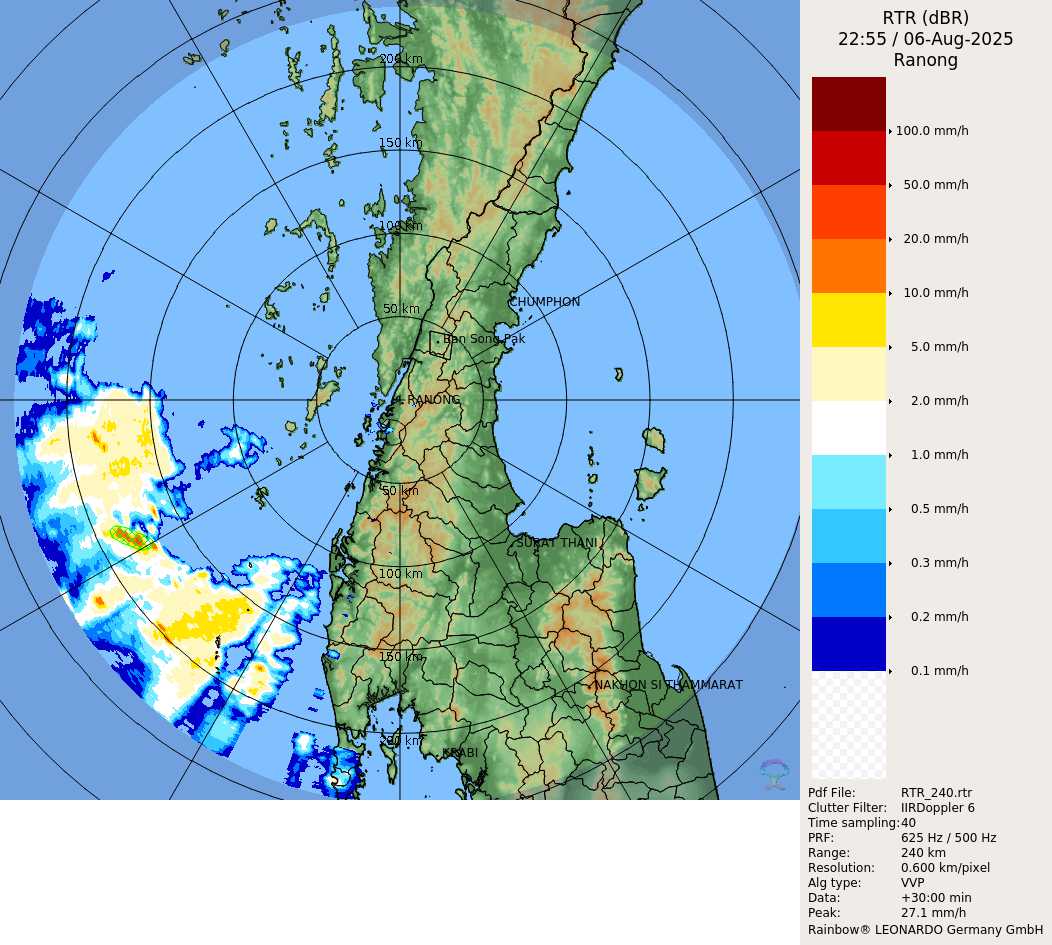 RTR (dBR)
22:55 / 06-Aug-2025
Ranong
200 km
150 km
100 km
50 km
CHUMPHON
Ban Song Pak
RANONG
50 km
SURAT THANI
100 km
150 km
NAKHON SI THAMMARAT
200 km
KRABI
100.0 mm/h
50.0 mm/h
20.0 mm/h
10.0 mm/h
5.0 mm/h
2.0 mm/h
1.0 mm/h
0.5 mm/h
0.3 mm/h
0.2 mm/h
0.1 mm/h
Pdf File: RTR_240.rtr
Clutter Filter: IIRDoppler 6
Time sampling:40
PRF: 625 Hz / 500 Hz
Range: 240 km
Resolution: 0.600 km/pixel
Alg type: VVP
Data: +30:00 min
Peak: 27.1 mm/h
Rainbow® LEONARDO Germany GmbH